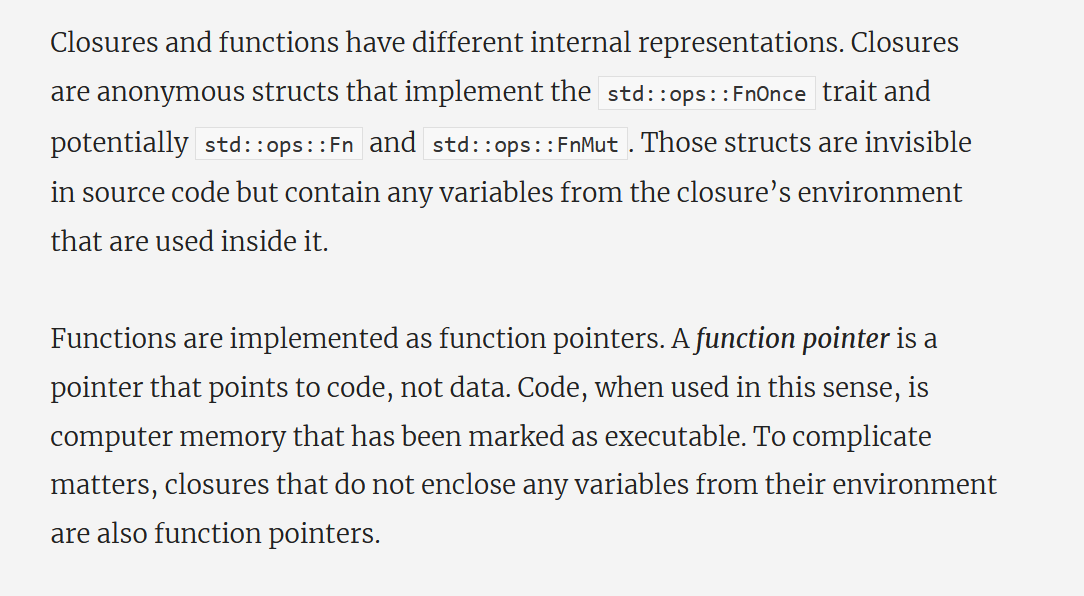 Closures and functions have different internal representations. Closures
are anonymous structs that implement the std::ops::FnOnce trait and
potentially std::ops::Fn and std::ops::FnMut. Those structs are invisible
in source code but contain any variables from the closure’s environment
that are used inside it.
Functions are implemented as function pointers. A function pointer is a
pointer that points to code, not data. Code, when used in this sense, is
computer memory that has been marked as executable. To complicate
matters, closures that do not enclose any variables from their environment
are also function pointers.